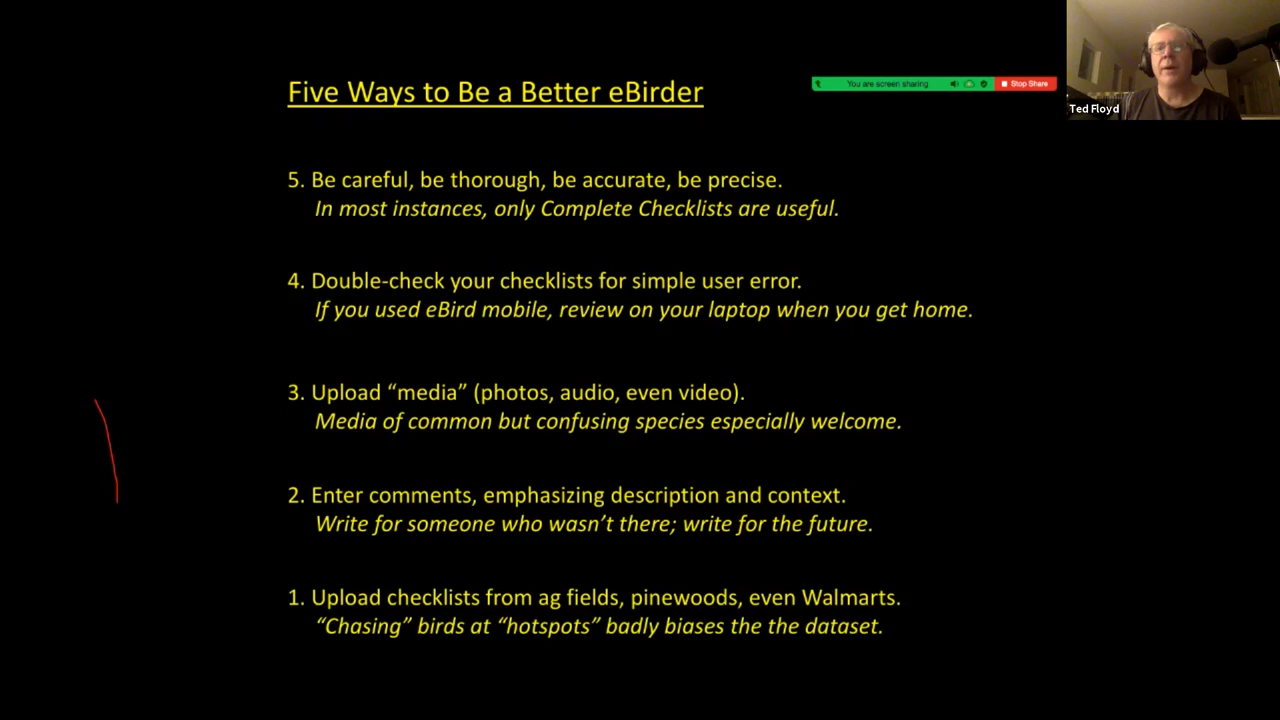 Five Ways to Be a Better eBirder
You are screen sharing
Stop Share
Ted Floyd
5. Be careful, be thorough, be accurate, be precise.
In most instances, only Complete Checklists are useful.
4. Double-check your checklists for simple user error.
If you used eBird mobile, review on your laptop when you get home.
3. Upload “media” (photos, audio, even video).
Media of common but confusing species especially welcome.
2. Enter comments, emphasizing description and context.
Write for someone who wasn’t there; write for the future.
1. Upload checklists from ag fields, pinewoods, even Walmarts.
“Chasing” birds at “hotspots” badly biases the the dataset.